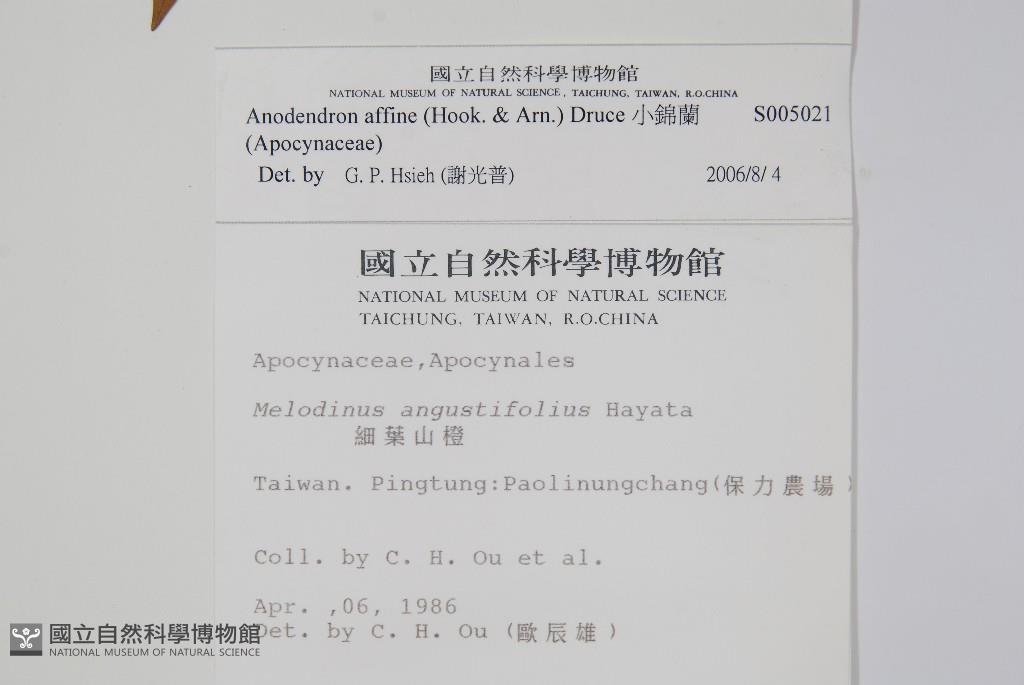 國立自然科學博物館
NATIONAL MUSEUM OF NATURAL SCIENCE, TAICHUNG, TAIWAN, R.O.CHINA
Anodendron affine (Hook. & Arn.) Druce 小錦蘭 S005021
(Apocynaceae)
Det. by G. P. Hsieh (謝光普) 2006/8/ 4
國立自然科學博物館
NATIONAL MUSEUM OF NATURAL SCIENCE
TAICHUNG, TAIWAN, R.O.CHINA
Apocynaceae,Apocynales
Melodinus angustifolius Hayata
細葉山橙
Taiwan. Pingtung:Paolinungchang(保力農場)
Coll. by C. H. Ou et al.
Apr. ,06, 1986
Det. by C. H. Ou (歐辰雄)
國立自然科學博物館
NATIONAL MUSEUM OF NATURAL SCIENCE